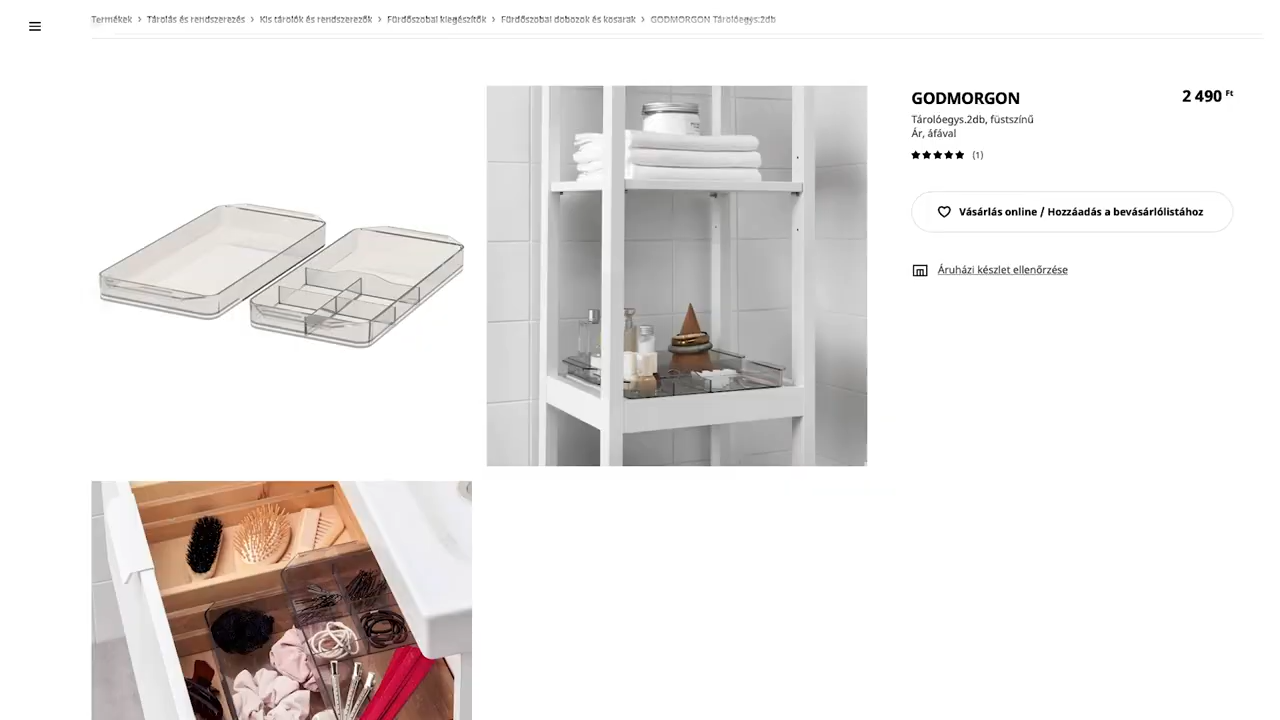 Termékek › Tárolás és rendszerezés › Kis tárolók és rendszerezők › Fürdőszobai kiegészítők › Fürdőszobai dobozok és kosarak › GODMORGON Tárolóegys.2db
GODMORGON
2 490 Ft
Tárolóegys.2db, füstszínű
Ár, áfával
(1)
Vásárlás online / Hozzáadás a bevásárlólistához
Áruházi készlet ellenőrzése